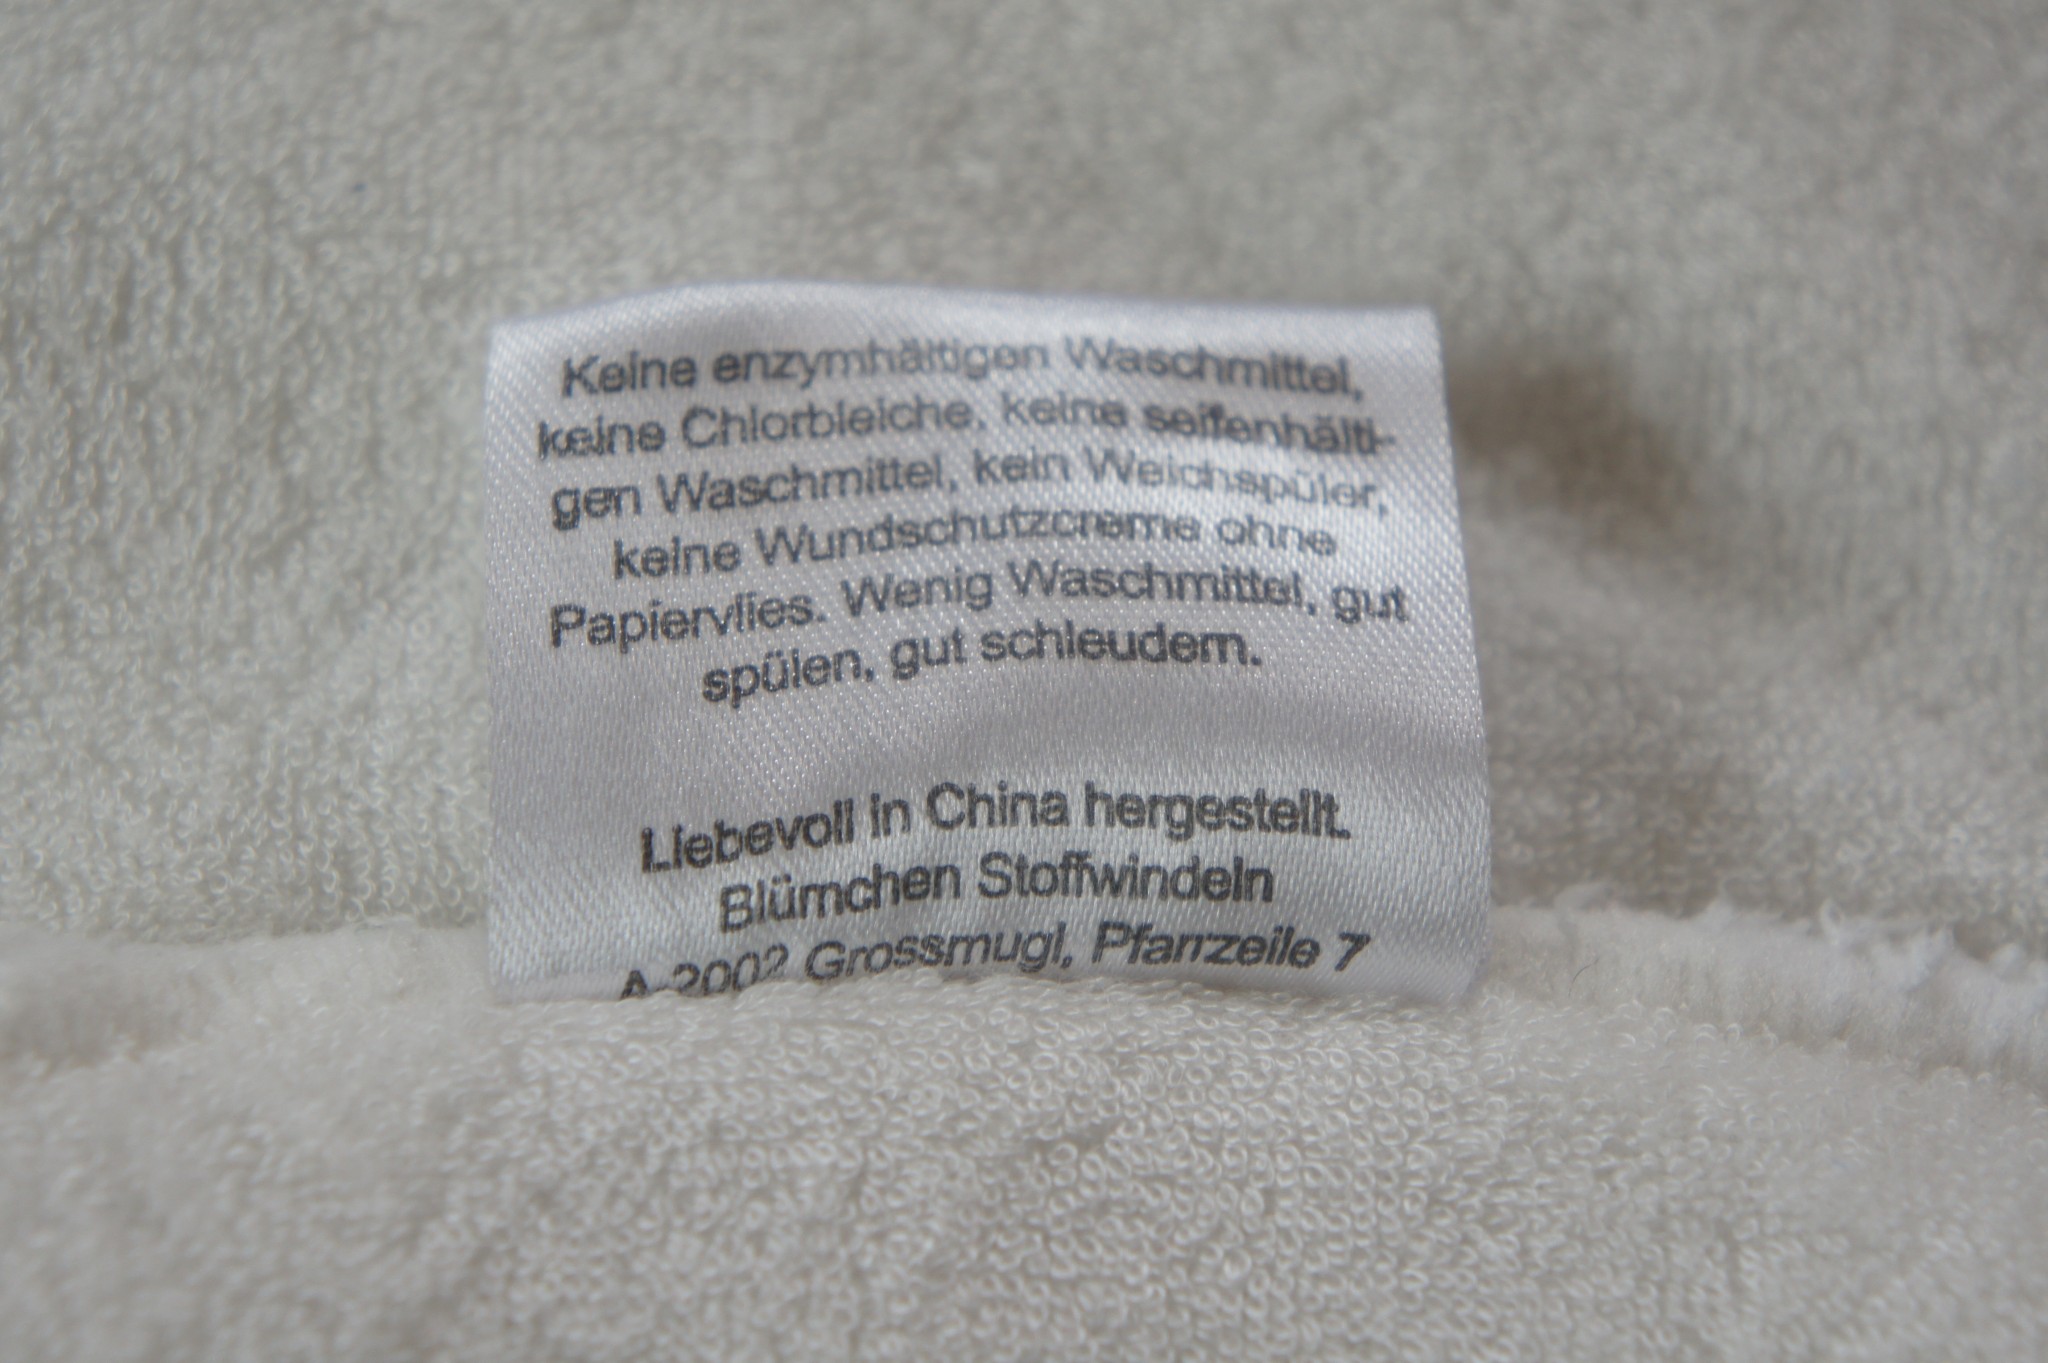 Keine enzymhältigen Waschmittel,
keine Chlorbleiche, keine seifenhälti-
gen Waschmittel, kein Weichspüler,
keine Wundschutzcreme ohne
Papiervlies. Wenig Waschmittel, gut
spülen, gut schleudern.
Liebevoll in China hergestellt.
Blümchen Stoffwindeln
A-2002 Grossmugl, Pfarrzeile 7